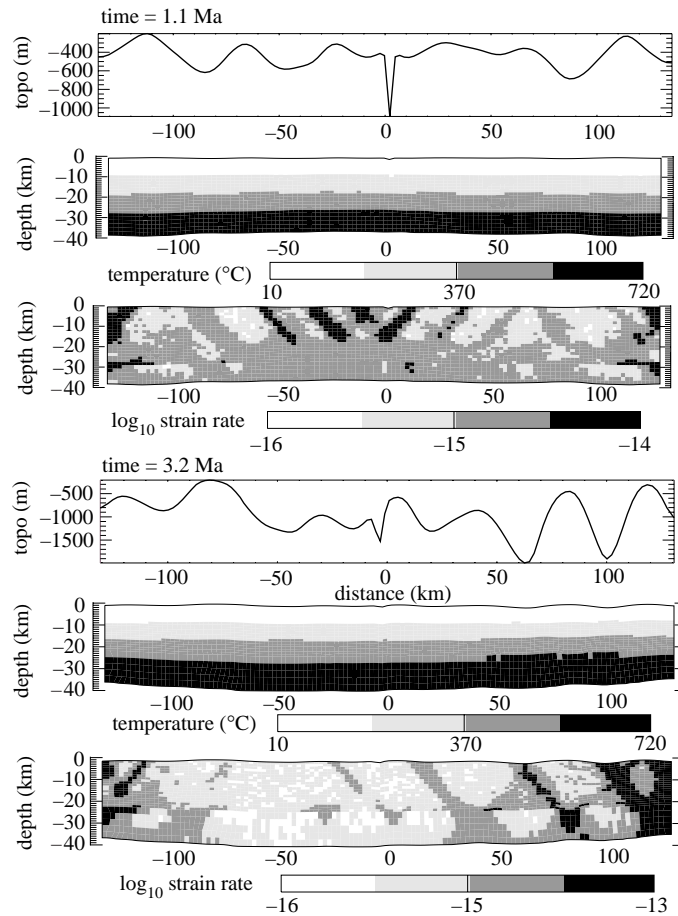 time = 1.1 Ma
topo (m)
−400
−600
−800
−1000
−100 −50 0 50 100
depth (km)
0
−10
−20
−30
−40
−100 −50 0 50 100
temperature (°C)
10 370 720
depth (km)
0
−10
−20
−30
−40
−100 −50 0 50 100
log10 strain rate
−16 −15 −14
time = 3.2 Ma
topo (m)
−500
−1000
−1500
−100 −50 0 50 100
distance (km)
depth (km)
0
−10
−20
−30
−40
−100 −50 0 50 100
temperature (°C)
10 370 720
depth (km)
0
−10
−20
−30
−40
−100 −50 0 50 100
log10 strain rate
−16 −15 −13